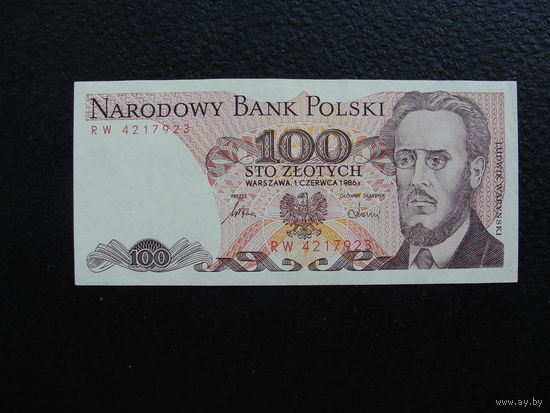 NARODOWY BANK POLSKI
RW 4217923
100
STO ZŁOTYCH
WARSZAWA, 1 CZERWCA 1986 r.
PREZES
GŁÓWNY SKARBNIK
RW 4217923
100
LUDWIK WARYŃSKI
www.ay.by